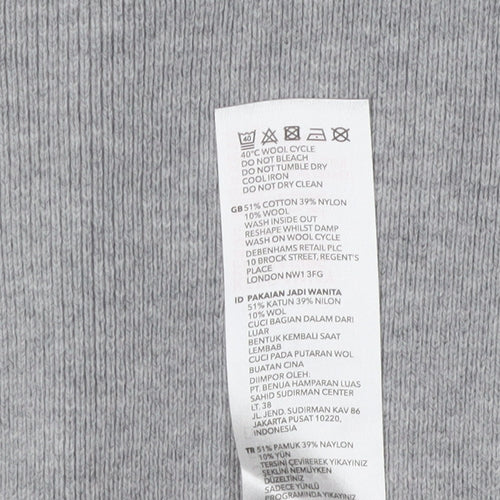 40
40°C WOOL CYCLE
DO NOT BLEACH
DO NOT TUMBLE DRY
COOL IRON
DO NOT DRY CLEAN
GB 51% COTTON 39% NYLON
10% WOOL
WASH INSIDE OUT
RESHAPE WHILST DAMP
WASH ON WOOL CYCLE
DEBENHAMS RETAIL PLC
10 BROCK STREET, REGENT'S
PLACE
LONDON NW1 3FG
ID PAKAIAN JADI WANITA
51% KATUN 39% NILON
10% WOL
CUCI BAGIAN DALAM DARI
LUAR
BENTUK KEMBALI SAAT
LEMBAB
CUCI PADA PUTARAN WOL
BUATAN CINA
DIIMPOR OLEH:
PT. BENUA HAMPARAN LUAS
SAHID SUDIRMAN CENTER
LT. 38
JL. JEND. SUDIRMAN KAV 86
JAKARTA PUSAT 10220,
INDONESIA
TR 51% PAMUK 39% NAYLON
10% YÜN
TERSİNİ ÇEVİREREK YIKAYINIZ
ŞEKLİNİ NEMLİYKEN
DÜZELTİNİZ
SADECE YÜNLÜ
PROGRAMINDA YIKAYINIZ